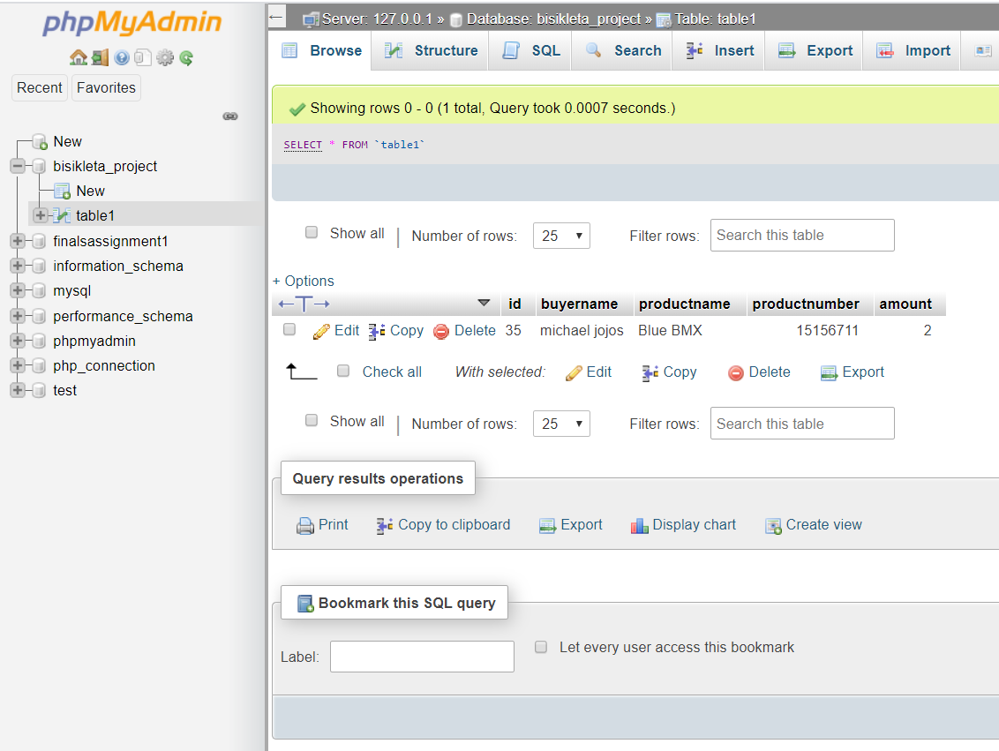 phpMyAdmin
Recent Favorites
New
bisikleta_project
New
table1
finalsassignment1
information_schema
mysql
performance_schema
phpmyadmin
php_connection
test
Server: 127.0.0.1 » Database: bisikleta_project » Table: table1
Browse Structure SQL Search Insert Export Import
Showing rows 0 - 0 (1 total, Query took 0.0007 seconds.)
SELECT * FROM `table1`
Show all | Number of rows: 25 Filter rows: Search this table
+ Options
←T→ id buyername productname productnumber amount
Edit Copy Delete 35 michael jojos Blue BMX 15156711 2
Check all With selected: Edit Copy Delete Export
Show all | Number of rows: 25 Filter rows: Search this table
Query results operations
Print Copy to clipboard Export Display chart Create view
Bookmark this SQL query
Label: Let every user access this bookmark